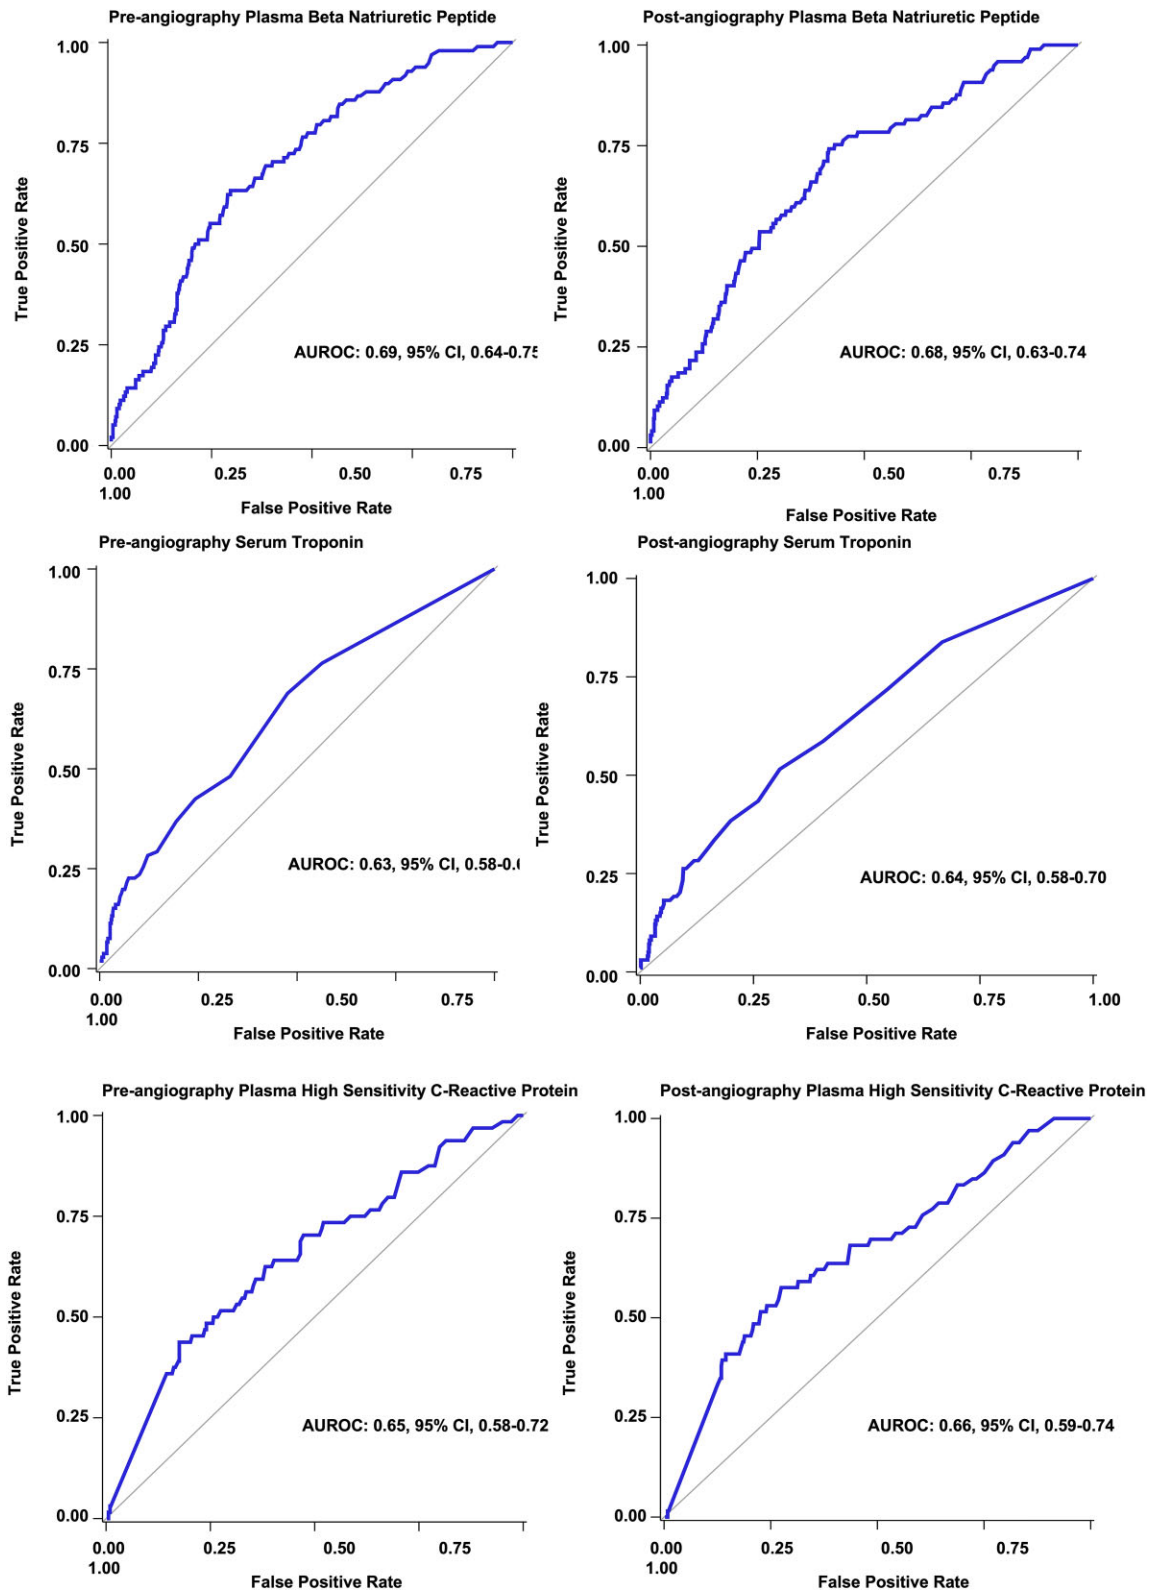 Pre-angiography Plasma Beta Natriuretic Peptide
1.00
0.75
0.50
0.25
0.00
True Positive Rate
AUROC: 0.69, 95% CI, 0.64-0.75
0.00 0.25 0.50 0.75
1.00
False Positive Rate
Post-angiography Plasma Beta Natriuretic Peptide
1.00
0.75
0.50
0.25
0.00
True Positive Rate
AUROC: 0.68, 95% CI, 0.63-0.74
0.00 0.25 0.50 0.75
1.00
False Positive Rate
Pre-angiography Serum Troponin
1.00
0.75
0.50
0.25
0.00
True Positive Rate
AUROC: 0.63, 95% CI, 0.58-0.
0.00 0.25 0.50 0.75
1.00
False Positive Rate
Post-angiography Serum Troponin
1.00
0.75
0.50
0.25
0.00
True Positive Rate
AUROC: 0.64, 95% CI, 0.58-0.70
0.00 0.25 0.50 0.75 1.00
False Positive Rate
Pre-angiography Plasma High Sensitivity C-Reactive Protein
1.00
0.75
0.50
0.25
0.00
True Positive Rate
AUROC: 0.65, 95% CI, 0.58-0.72
0.00 0.25 0.50 0.75
1.00
False Positive Rate
Post-angiography Plasma High Sensitivity C-Reactive Protein
1.00
0.75
0.50
0.25
0.00
True Positive Rate
AUROC: 0.66, 95% CI, 0.59-0.74
0.00 0.25 0.50 0.75
1.00
False Positive Rate